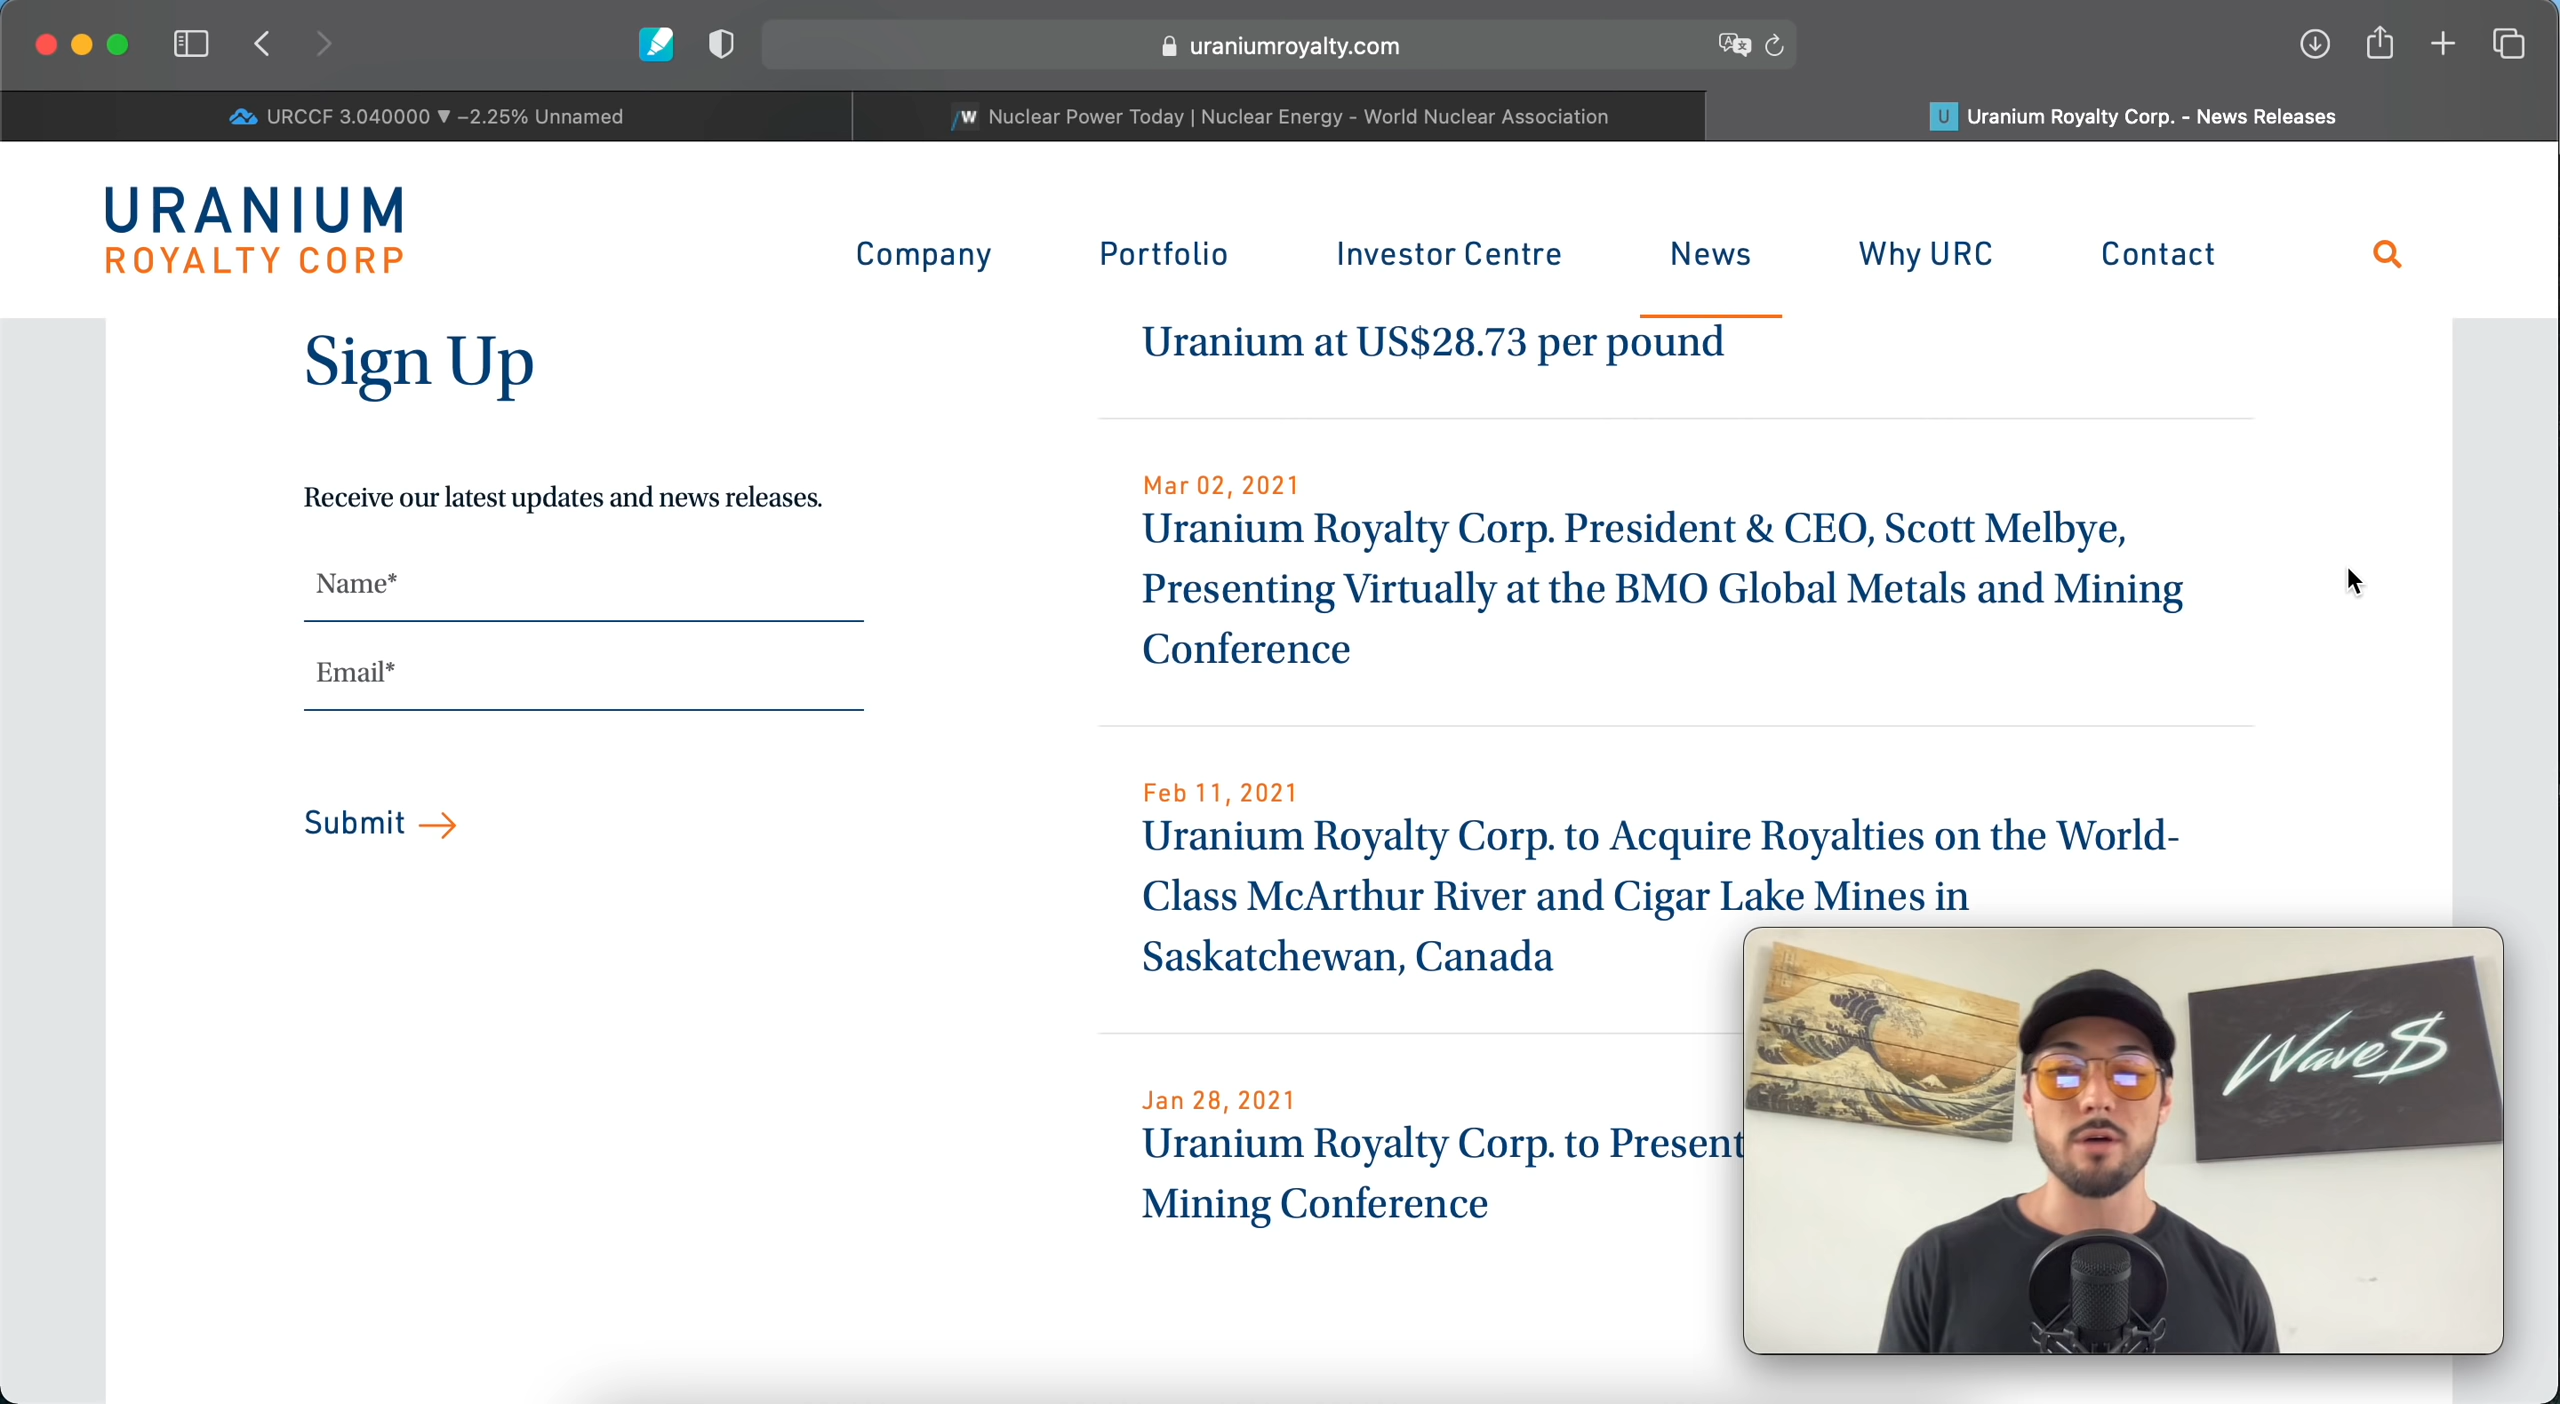 uraniumroyalty.com
URCCF 3.040000 ▼ −2.25% Unnamed
Nuclear Power Today | Nuclear Energy - World Nuclear Association
U Uranium Royalty Corp. - News Releases
URANIUM
ROYALTY CORP
Company
Portfolio
Investor Centre
News
Why URC
Contact
Sign Up
Receive our latest updates and news releases.
Name*
Email*
Submit
Uranium at US$28.73 per pound
Mar 02, 2021
Uranium Royalty Corp. President & CEO, Scott Melbye,
Presenting Virtually at the BMO Global Metals and Mining
Conference
Feb 11, 2021
Uranium Royalty Corp. to Acquire Royalties on the World-
Class McArthur River and Cigar Lake Mines in
Saskatchewan, Canada
Jan 28, 2021
Uranium Royalty Corp. to Present
Mining Conference
Wave$